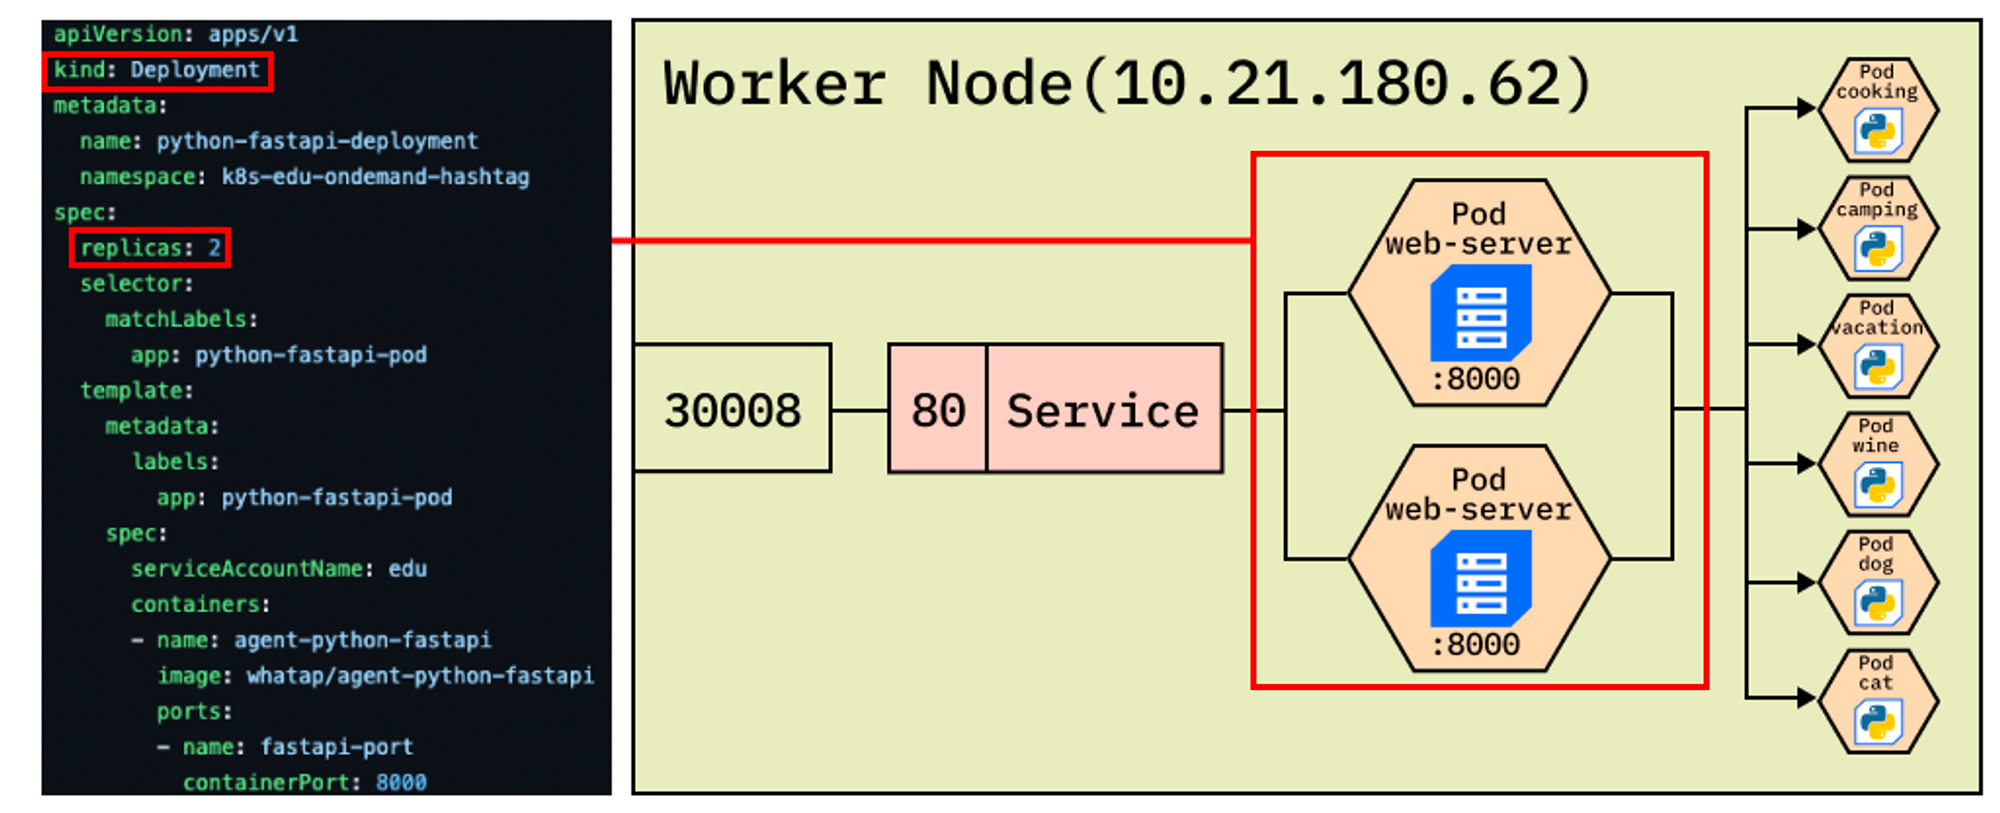 apiVersion: apps/v1
kind: Deployment
metadata:
  name: python-fastapi-deployment
  namespace: k8s-edu-ondemand-hashtag
spec:
  replicas: 2
  selector:
    matchLabels:
      app: python-fastapi-pod
  template:
    metadata:
      labels:
        app: python-fastapi-pod
    spec:
      serviceAccountName: edu
      containers:
      - name: agent-python-fastapi
        image: whatap/agent-python-fastapi
        ports:
        - name: fastapi-port
          containerPort: 8000
Worker Node(10.21.180.62)
30008
80
Service
Pod
web-server
:8000
Pod
web-server
:8000
Pod
cooking
Pod
camping
Pod
vacation
Pod
wine
Pod
dog
Pod
cat